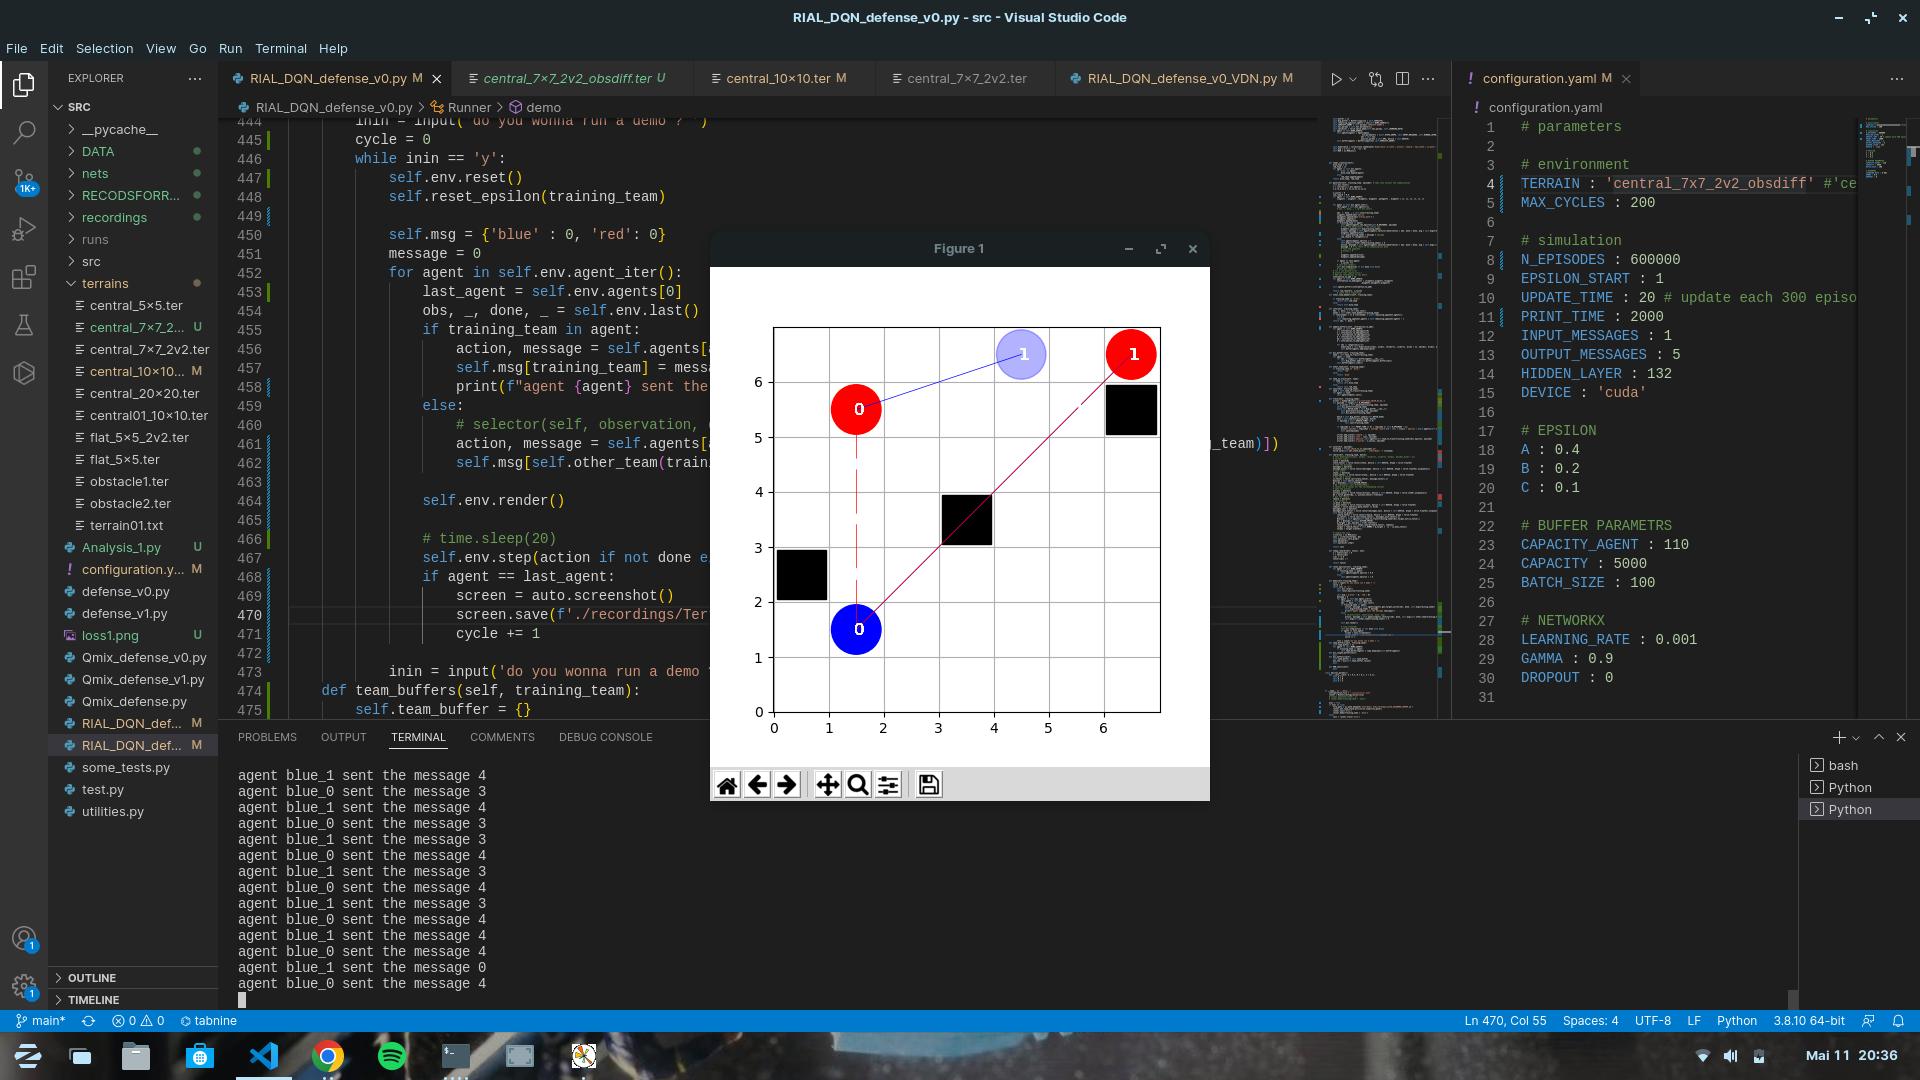 RIAL_DQN_defense_v0.py - src - Visual Studio Code
File Edit Selection View Go Run Terminal Help
EXPLORER
SRC
__pycache__
DATA
nets
RECODSFORR...
recordings
runs
src
terrains
central_5×5.ter
central_7×7_2... U
central_7×7_2v2.ter
central_10×10... M
central_20×20.ter
central01_10×10.ter
flat_5×5_2v2.ter
flat_5×5.ter
obstacle1.ter
obstacle2.ter
terrain01.txt
Analysis_1.py U
configuration.y... M
defense_v0.py
defense_v1.py
loss1.png U
Qmix_defense_v0.py
Qmix_defense_v1.py
Qmix_defense.py
RIAL_DQN_def... M
RIAL_DQN_def... M
some_tests.py
test.py
utilities.py
OUTLINE
TIMELINE
1K+
1
1
RIAL_DQN_defense_v0.py M central_7×7_2v2_obsdiff.ter U central_10×10.ter M central_7×7_2v2.ter RIAL_DQN_defense_v0_VDN.py M
RIAL_DQN_defense_v0.py > Runner > demo
444 inin = input('do you wonna run a demo ? ')
445 cycle = 0
446 while inin == 'y':
447 self.env.reset()
448 self.reset_epsilon(training_team)
449
450 self.msg = {'blue' : 0, 'red': 0}
451 message = 0
452 for agent in self.env.agent_iter():
453 last_agent = self.env.agents[0]
454 obs, _, done, _ = self.env.last()
455 if training_team in agent:
456 action, message = self.agents[
457 self.msg[training_team] = mess
458 print(f"agent {agent} sent the
459 else:
460 # selector(self, observation,
461 action, message = self.agents[ _team)])
462 self.msg[self.other_team(train
463
464 self.env.render()
465
466 # time.sleep(20)
467 self.env.step(action if not done e
468 if agent == last_agent:
469 screen = auto.screenshot()
470 screen.save(f'./recordings/Ter
471 cycle += 1
472
473 inin = input('do you wonna run a demo
474 def team_buffers(self, training_team):
475 self.team_buffer = {}
Figure 1
1 1
0
0
6
5
4
3
2
1
0
0 1 2 3 4 5 6
configuration.yaml M
configuration.yaml
1 # parameters
2
3 # environment
4 TERRAIN : 'central_7x7_2v2_obsdiff' #'ce
5 MAX_CYCLES : 200
6
7 # simulation
8 N_EPISODES : 600000
9 EPSILON_START : 1
10 UPDATE_TIME : 20 # update each 300 episo
11 PRINT_TIME : 2000
12 INPUT_MESSAGES : 1
13 OUTPUT_MESSAGES : 5
14 HIDDEN_LAYER : 132
15 DEVICE : 'cuda'
16
17 # EPSILON
18 A : 0.4
19 B : 0.2
20 C : 0.1
21
22 # BUFFER PARAMETRS
23 CAPACITY_AGENT : 110
24 CAPACITY : 5000
25 BATCH_SIZE : 100
26
27 # NETWORKX
28 LEARNING_RATE : 0.001
29 GAMMA : 0.9
30 DROPOUT : 0
31
PROBLEMS OUTPUT TERMINAL COMMENTS DEBUG CONSOLE
agent blue_1 sent the message 4
agent blue_0 sent the message 3
agent blue_1 sent the message 4
agent blue_0 sent the message 3
agent blue_1 sent the message 3
agent blue_0 sent the message 4
agent blue_1 sent the message 3
agent blue_0 sent the message 4
agent blue_1 sent the message 3
agent blue_0 sent the message 4
agent blue_1 sent the message 4
agent blue_0 sent the message 4
agent blue_1 sent the message 0
agent blue_0 sent the message 4
bash
Python
Python
main* 0 0 tabnine Ln 470, Col 55 Spaces: 4 UTF-8 LF Python 3.8.10 64-bit
Mai 11 20:36